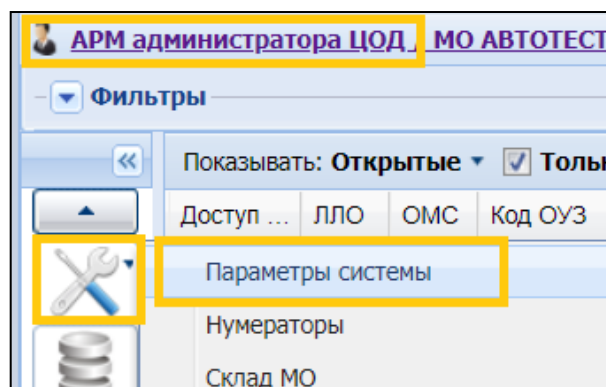 АРМ администратора ЦОД / МО АВТОТЕСТ
Фильтры
Показывать: Открытые
Доступ ... ЛЛО ОМС Код ОУЗ
Параметры системы
Нумераторы
Склад МО